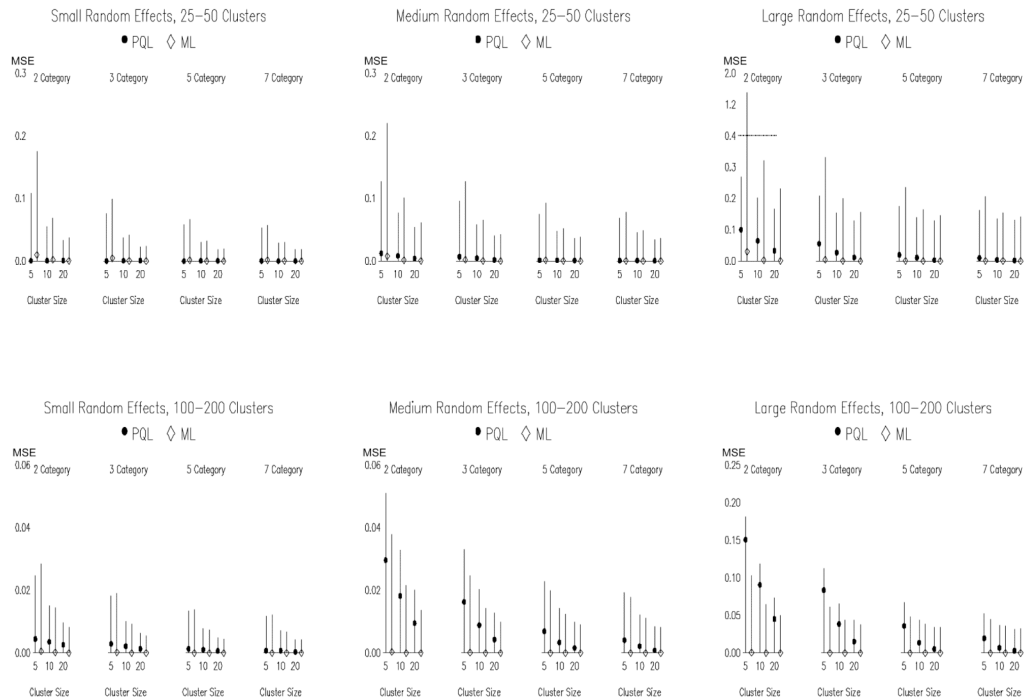 Small Random Effects, 25–50 Clusters
PQL ML
MSE
0.3
2 Category 3 Category 5 Category 7 Category
0.2
0.1
0.0
5 10 20 5 10 20 5 10 20 5 10 20
Cluster Size Cluster Size Cluster Size Cluster Size
Medium Random Effects, 25–50 Clusters
PQL ML
MSE
0.3
2 Category 3 Category 5 Category 7 Category
0.2
0.1
0.0
5 10 20 5 10 20 5 10 20 5 10 20
Cluster Size Cluster Size Cluster Size Cluster Size
Large Random Effects, 25–50 Clusters
PQL ML
MSE
2.0
2 Category 3 Category 5 Category 7 Category
1.2
0.4
0.3
0.2
0.1
0.0
5 10 20 5 10 20 5 10 20 5 10 20
Cluster Size Cluster Size Cluster Size Cluster Size
Small Random Effects, 100–200 Clusters
PQL ML
MSE
0.06
2 Category 3 Category 5 Category 7 Category
0.04
0.02
0.00
5 10 20 5 10 20 5 10 20 5 10 20
Cluster Size Cluster Size Cluster Size Cluster Size
Medium Random Effects, 100–200 Clusters
PQL ML
MSE
0.06
2 Category 3 Category 5 Category 7 Category
0.04
0.02
0.00
5 10 20 5 10 20 5 10 20 5 10 20
Cluster Size Cluster Size Cluster Size Cluster Size
Large Random Effects, 100–200 Clusters
PQL ML
MSE
0.25
2 Category 3 Category 5 Category 7 Category
0.20
0.15
0.10
0.05
0.00
5 10 20 5 10 20 5 10 20 5 10 20
Cluster Size Cluster Size Cluster Size Cluster Size